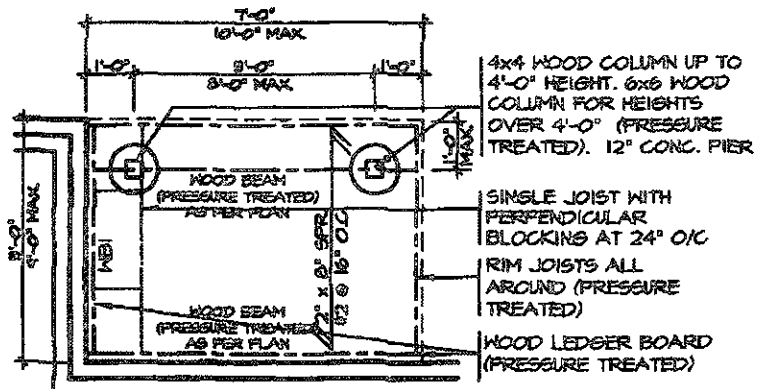 7'-0"
10'-0" MAX.
1'-0"
8'-0" MAX.
1'-0"
4x4 WOOD COLUMN UP TO
4'-0" HEIGHT. 6x6 WOOD
COLUMN FOR HEIGHTS
OVER 4'-0" (PRESSURE
TREATED). 12" CONC. PIER
1'-0"
MAX.
WOOD BEAM
(PRESSURE TREATED)
AS PER PLAN
SINGLE JOIST WITH
PERPENDICULAR
BLOCKING AT 24" O/C
4'-0" MAX.
2" x 8" SPR
#2 @ 16" O.C
RIM JOISTS ALL
AROUND (PRESSURE
TREATED)
WOOD BEAM
(PRESSURE TREATED)
AS PER PLAN
WOOD LEDGER BOARD
(PRESSURE TREATED)